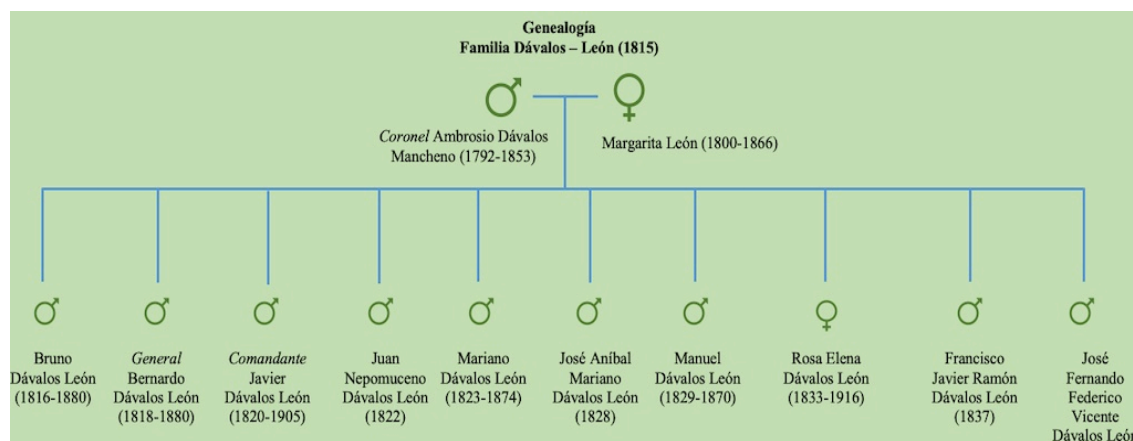 Genealogía
Familia Dávalos – León (1815)
Coronel Ambrosio Dávalos
Mancheno (1792-1853)
Margarita León (1800-1866)
Bruno
Dávalos León
(1816-1880)
General
Bernardo
Dávalos León
(1818-1880)
Comandante
Javier
Dávalos León
(1820-1905)
Juan
Nepomuceno
Dávalos León
(1822)
Mariano
Dávalos León
(1823-1874)
José Aníbal
Mariano
Dávalos León
(1828)
Manuel
Dávalos León
(1829-1870)
Rosa Elena
Dávalos León
(1833-1916)
Francisco
Javier Ramón
Dávalos León
(1837)
José
Fernando
Federico
Vicente
Dávalos León